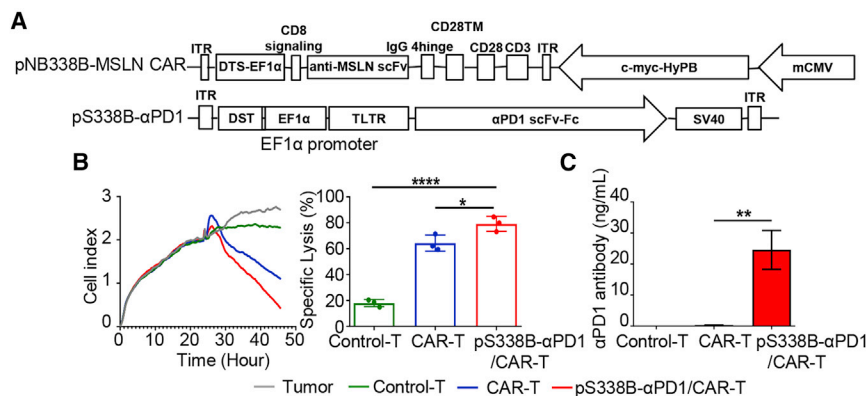 A
CD8 signaling
CD28TM
ITR
IgG 4hinge
CD28
CD3
ITR
pNB338B-MSLN CAR
DTS-EF1α
anti-MSLN scFv
c-myc-HyPB
mCMV
ITR
ITR
pS338B-αPD1
DST
EF1α
TLTR
αPD1 scFv-Fc
SV40
EF1α promoter
B
C
3
2
1
0
Cell index
0 10 20 30 40 50
Time (Hour)
100
80
60
40
20
0
Specific Lysis (%)
****
*
Control-T
CAR-T
pS338B-αPD1
/CAR-T
40
30
20
10
0
αPD1 antibody (ng/mL)
**
Control-T
CAR-T
pS338B-αPD1
/CAR-T
Tumor
Control-T
CAR-T
pS338B-αPD1/CAR-T